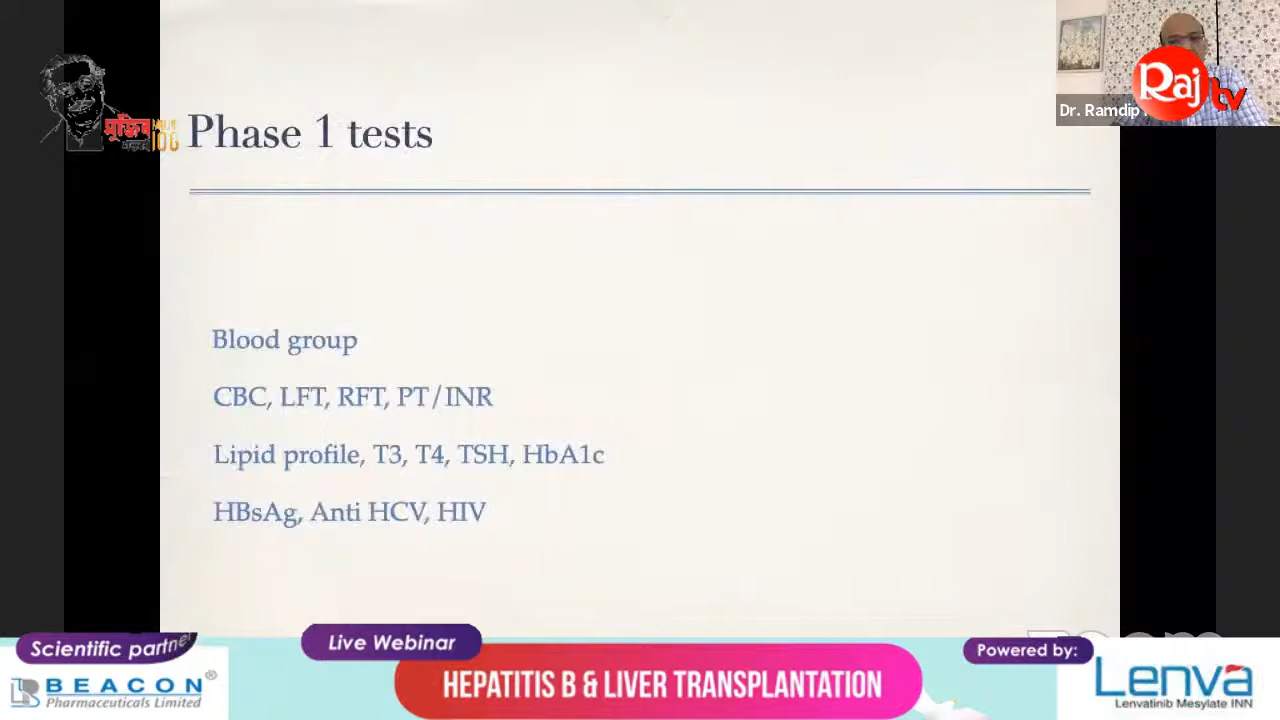 Raj tv
Dr. Ramdip
মুজিব
100
Phase 1 tests
Blood group
CBC, LFT, RFT, PT/INR
Lipid profile, T3, T4, TSH, HbA1c
HBsAg, Anti HCV, HIV
zoom
Scientific partner
BEACON®
Pharmaceuticals Limited
Live Webinar
HEPATITIS B & LIVER TRANSPLANTATION
Powered by:
Lenva
Lenvatinib Mesylate INN